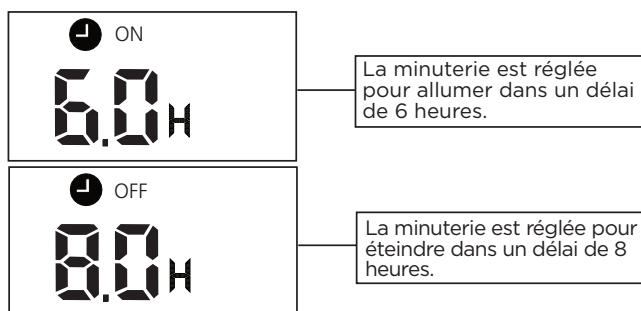 ON
6.0H
La minuterie est réglée
pour allumer dans un délai
de 6 heures.
OFF
8.0H
La minuterie est réglée pour
éteindre dans un délai de 8
heures.